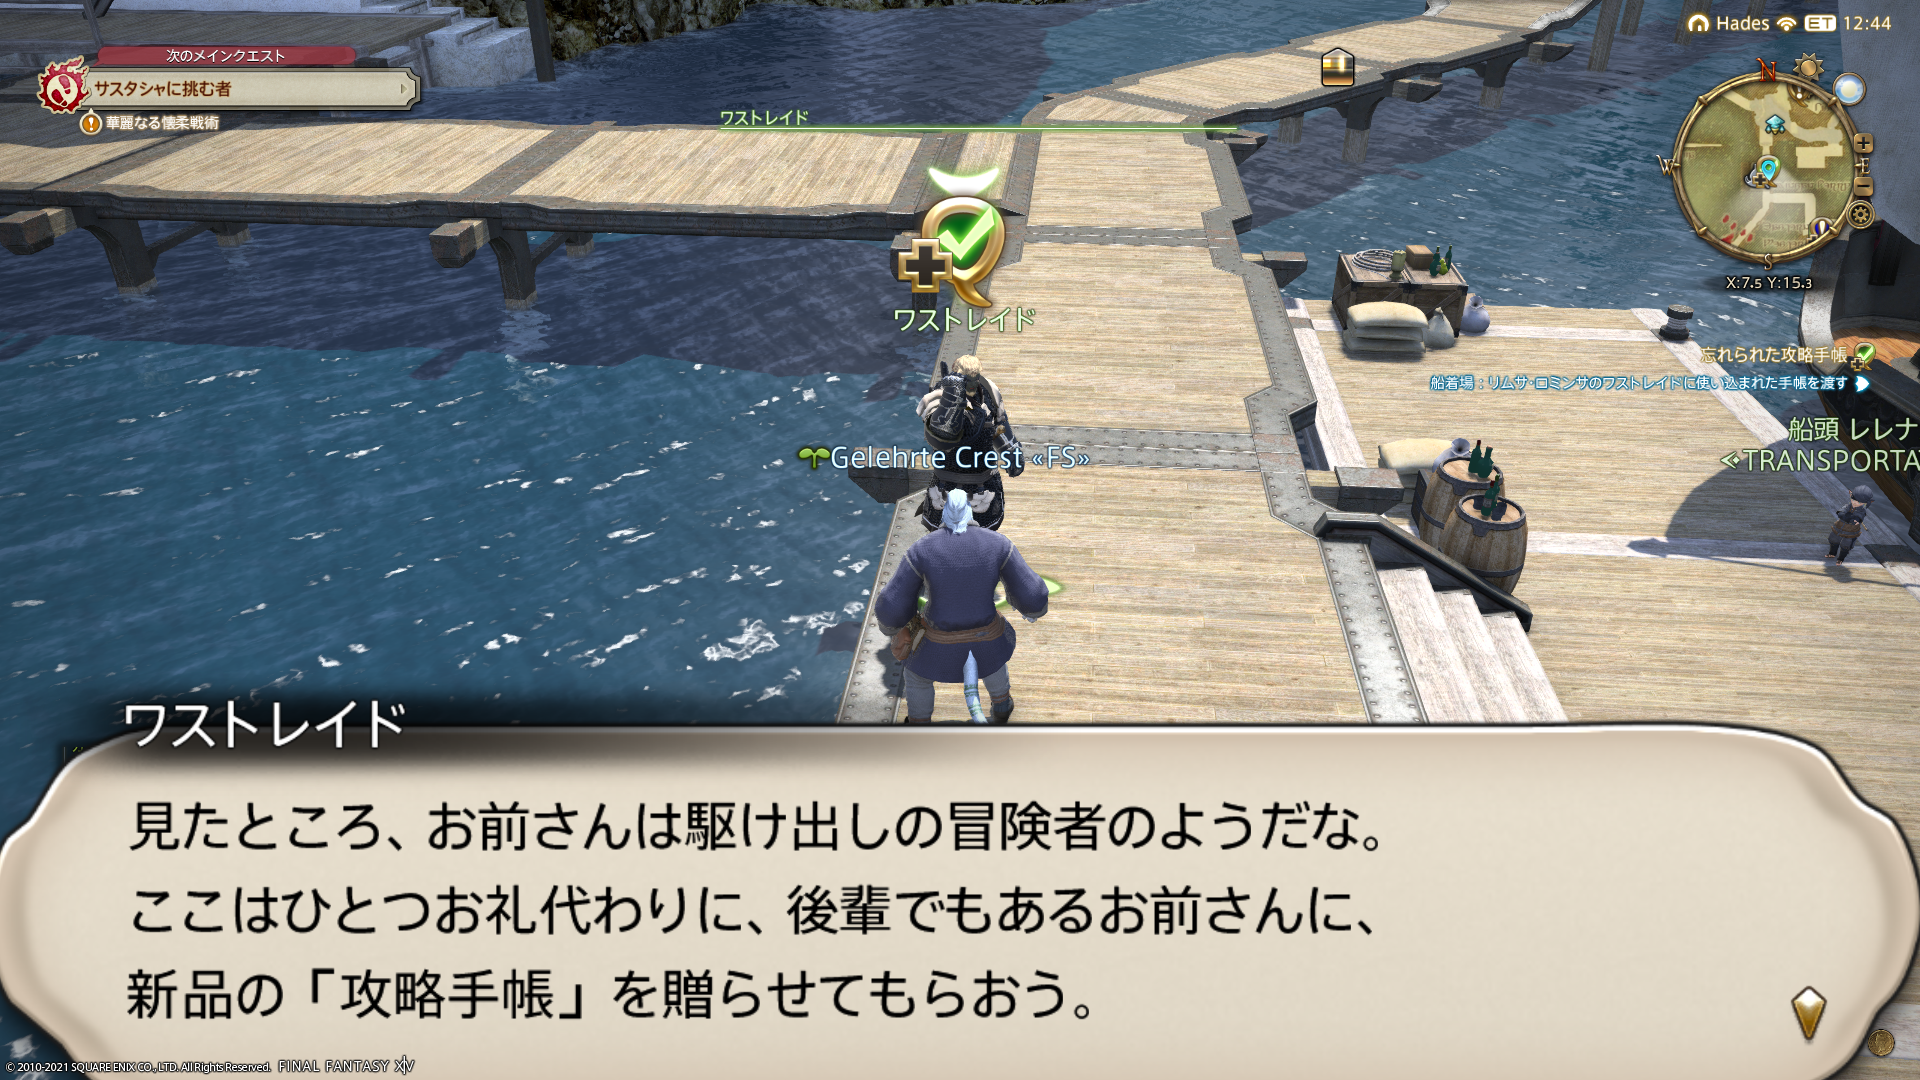 Hades ET 12:44
次のメインクエスト
サスタシャに挑む者
華麗なる懐柔戦術
ワストレイド
N
W
E
S
X:7.5 Y:15.3
ワストレイド
忘れられた攻略手帳
船着場：リムサ・ロミンサのワストレイドに使い込まれた手帳を渡す
船頭 レレナ
<TRANSPORTA
Gelehrte Crest «FS»
ワストレイド
見たところ、お前さんは駆け出しの冒険者のようだな。
ここはひとつお礼代わりに、後輩でもあるお前さんに、
新品の「攻略手帳」を贈らせてもらおう。
© 2010-2021 SQUARE ENIX CO., LTD. All Rights Reserved. FINAL FANTASY XIV